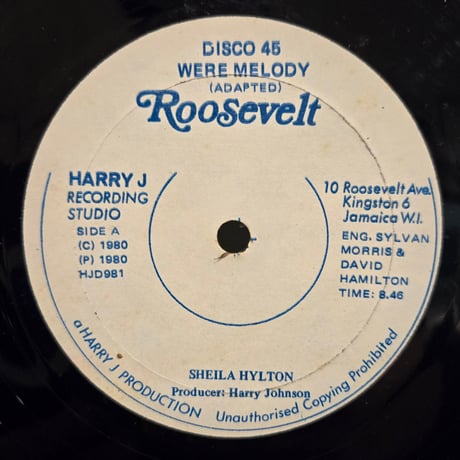 DISCO 45
WERE MELODY
(ADAPTED)
Roosevelt
HARRY J
RECORDING
STUDIO
SIDE A
(C) 1980
(P) 1980
HJD981
10 Roosevelt Ave.
Kingston 6
Jamaica W.I.
ENG. SYLVAN
MORRIS &
DAVID
HAMILTON
TIME: 8.46
SHEILA HYLTON
Producer: Harry Johnson
a HARRY J PRODUCTION Unauthorised Copying Prohibited